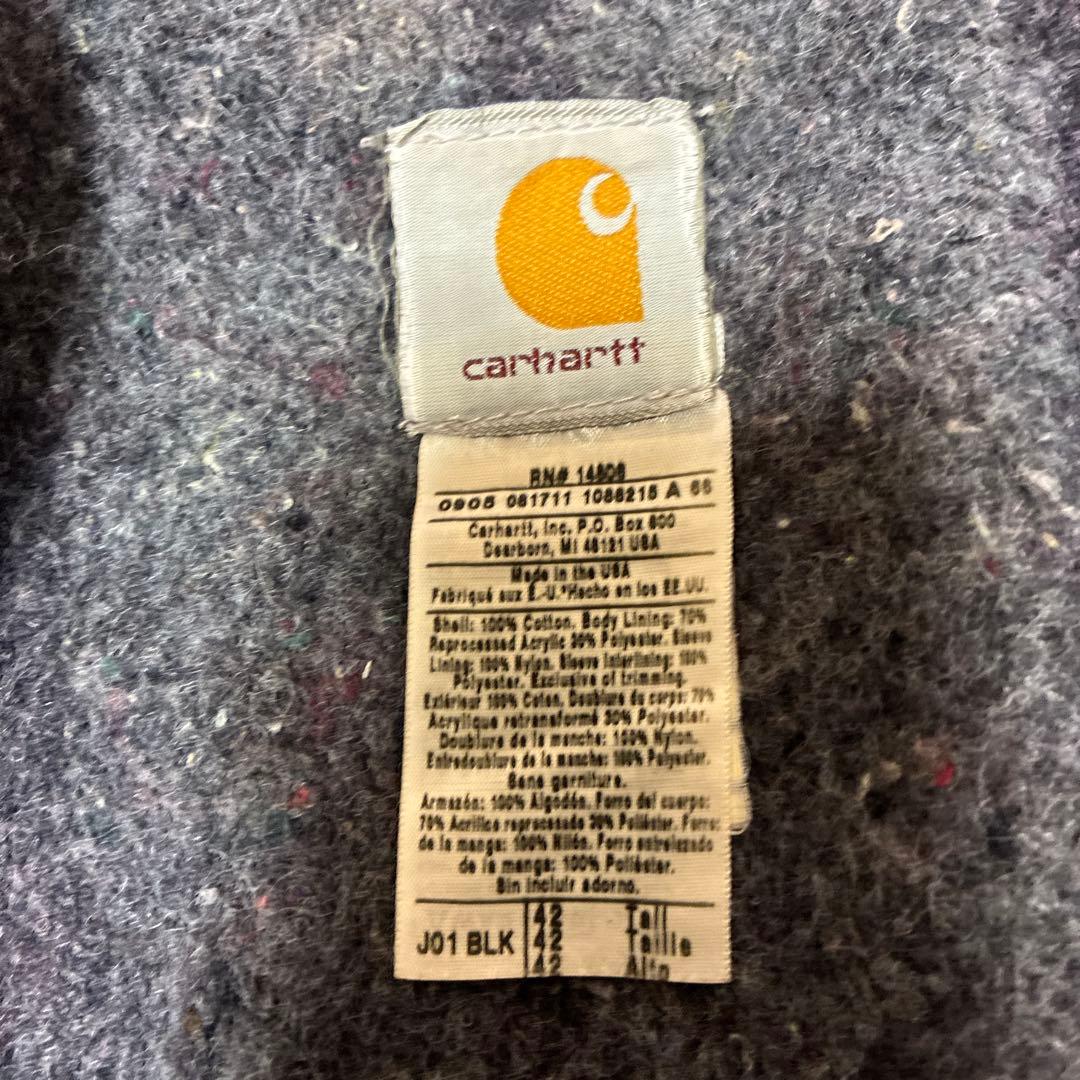 carhartt
RN# 14806
0905 081711 1086215 A 66
Carhartt, Inc. P.O. Box 600
Dearborn, MI 48121 USA
Made in the USA
Fabriqué aux É.-U.*Hecho en los EE.UU.
Shell: 100% Cotton. Body Lining: 70%
Reprocessed Acrylic 30% Polyester. Sleeve
Lining: 100% Nylon. Sleeve Interlining: 100%
Polyester. Exclusive of trimming.
Extérieur 100% Coton. Doublure du corps: 70%
Acrylique retransformé 30% Polyester.
Doublure de la manche: 100% Nylon.
Entredoublure de la manche: 100% Polyester.
Sans garniture.
Armazón: 100% Algodón. Forro del cuerpo:
70% Acrílico reprocesado 30% Poliéster. Forro
de la manga: 100% Nilón. Forro entrelazado
de la manga: 100% Poliéster.
Sin incluir adorno.
J01 BLK
42 Tall
42 Taille
42 Alto